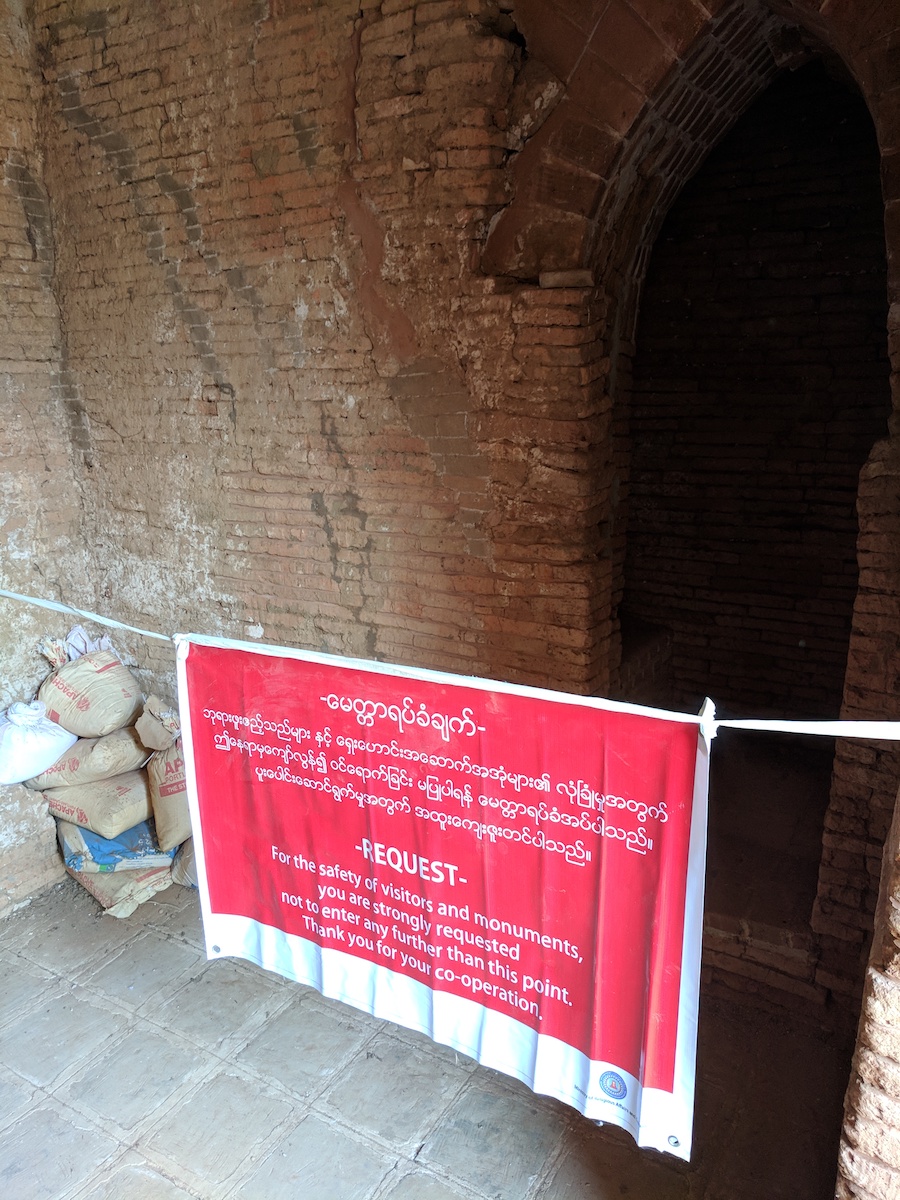 -မေတ္တာရပ်ခံချက်-
ဘုရားဖူးဧည့်သည်များ နှင့် ရှေးဟောင်းအဆောက်အအုံများ၏ လုံခြုံမှုအတွက်
ဤနေရာမှကျော်လွန်၍ ဝင်ရောက်ခြင်း မပြုပါရန် မေတ္တာရပ်ခံအပ်ပါသည်။
ပူးပေါင်းဆောင်ရွက်မှုအတွက် အထူးကျေးဇူးတင်ပါသည်။
-REQUEST-
For the safety of visitors and monuments,
you are strongly requested
not to enter any further than this point.
Thank you for your co-operation.
Religious Affairs
APACHE
APACHE